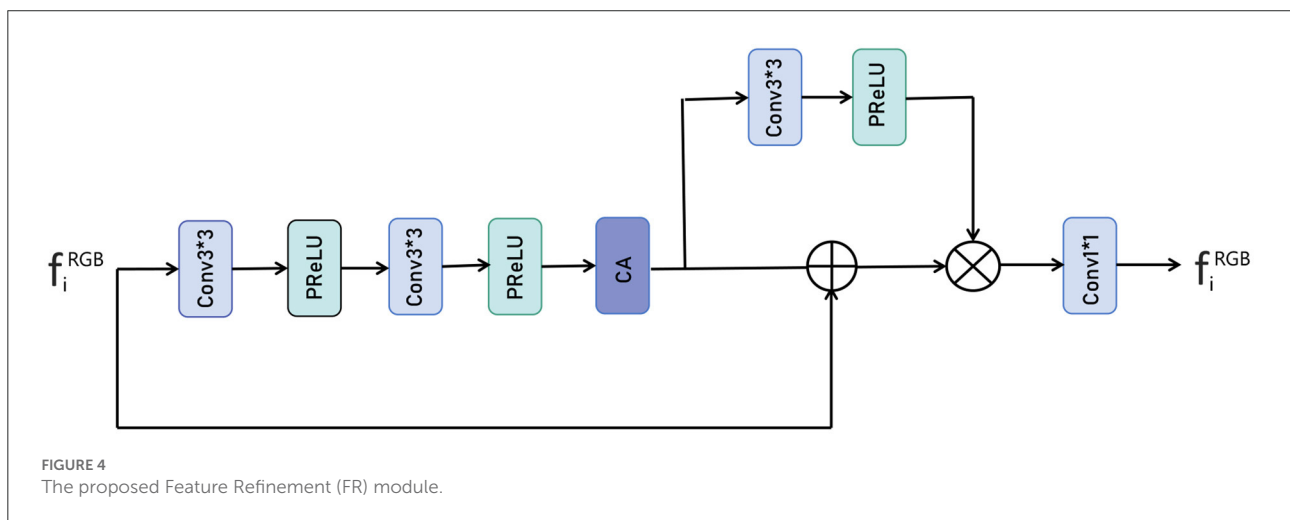 Conv3*3
PReLU
f_i^RGB
Conv3*3
PReLU
Conv3*3
PReLU
CA
Conv1*1
f_i^RGB
FIGURE 4
The proposed Feature Refinement (FR) module.